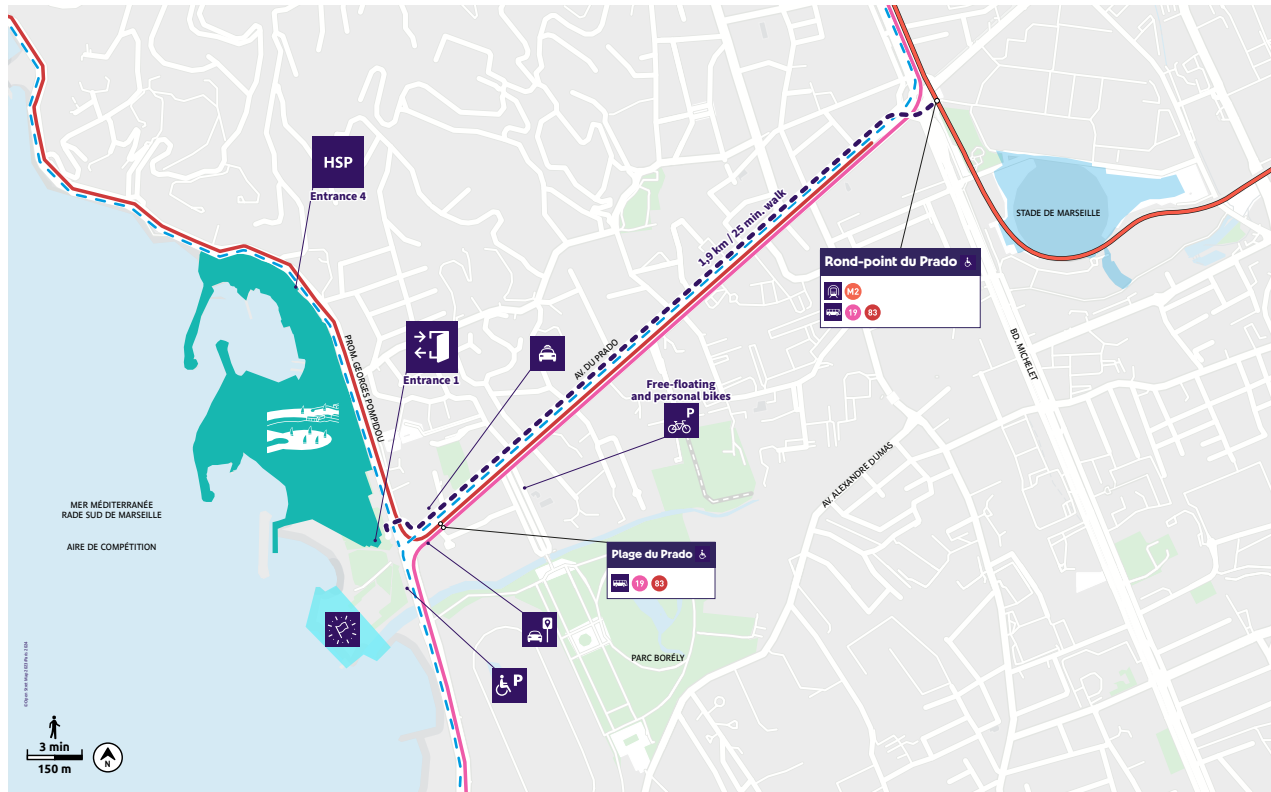 HSP
Entrance 4
1,9 km / 25 min. walk
STADE DE MARSEILLE
Rond-point du Prado
M2
19 83
Entrance 1
PROM. GEORGES POMPIDOU
AV. DU PRADO
BD. MICHELET
Free-floating
and personal bikes
P
AV. ALEXANDRE DUMAS
MER MÉDITERRANÉE
RADE SUD DE MARSEILLE
AIRE DE COMPÉTITION
Plage du Prado
19 83
PARC BORÉLY
P
3 min
150 m
N